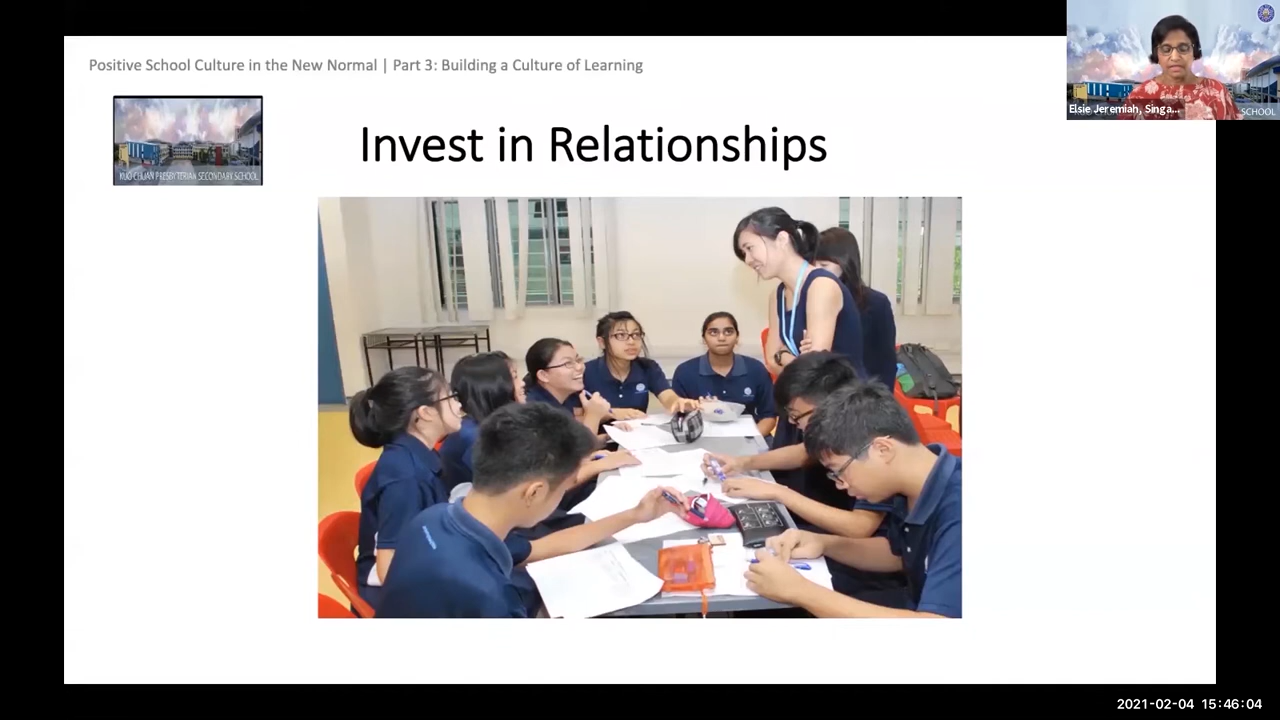 Positive School Culture in the New Normal | Part 3: Building a Culture of Learning
KUO CHUAN PRESBYTERIAN SECONDARY SCHOOL
Invest in Relationships
Elsie Jeremiah, Singa...
SCHOOL
2021-02-04 15:46:04